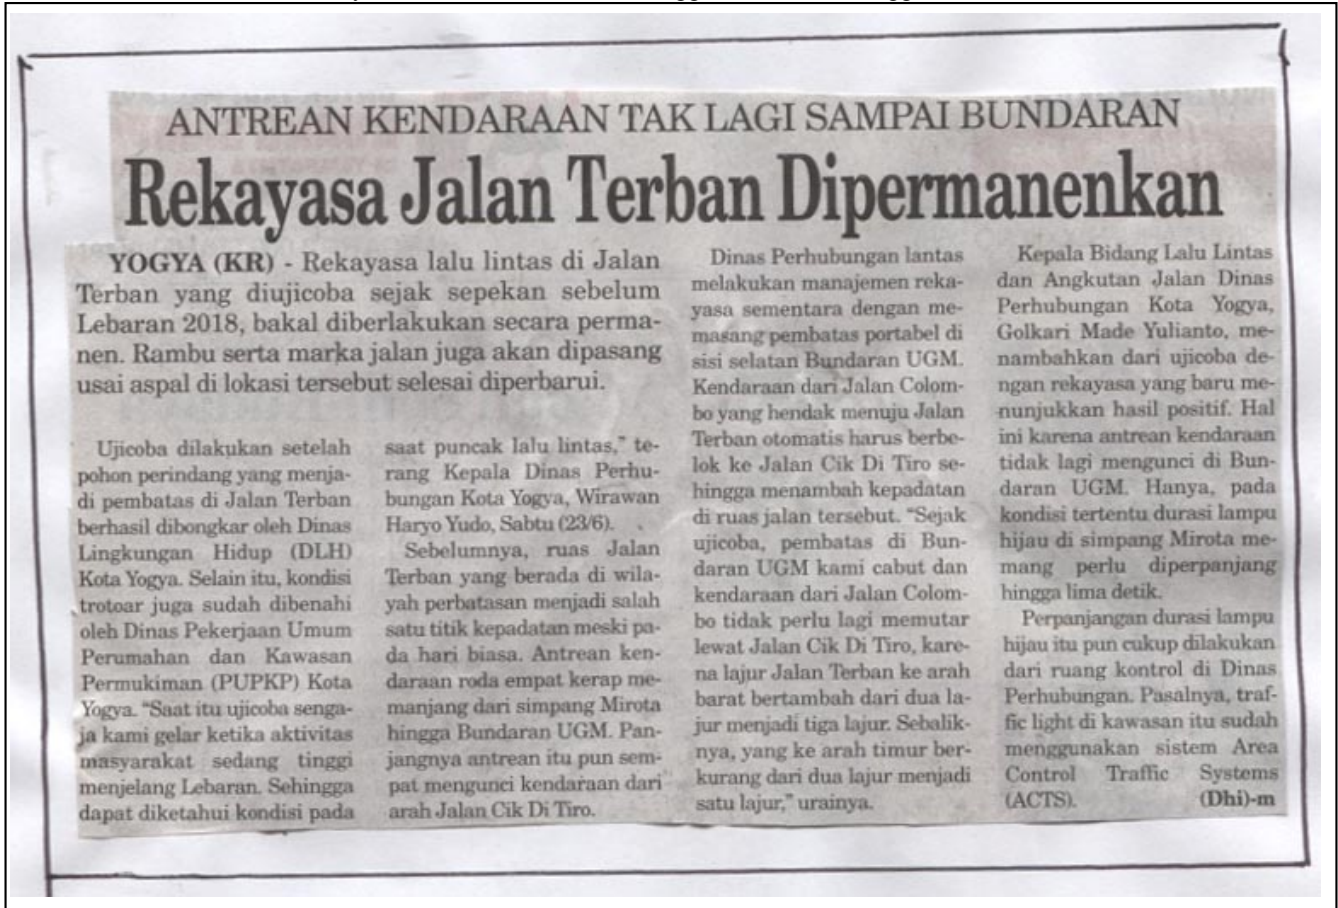 ANTREAN KENDARAAN TAK LAGI SAMPAI BUNDARAN
Rekayasa Jalan Terban Dipermanenkan
YOGYA (KR) - Rekayasa lalu lintas di Jalan
Terban yang diujicoba sejak sepekan sebelum
Lebaran 2018, bakal diberlakukan secara perma-
nen. Rambu serta marka jalan juga akan dipasang
usai aspal di lokasi tersebut selesai diperbarui.
Ujicoba dilakukan setelah
pohon perindang yang menja-
di pembatas di Jalan Terban
berhasil dibongkar oleh Dinas
Lingkungan Hidup (DLH)
Kota Yogya. Selain itu, kondisi
trotoar juga sudah dibenahi
oleh Dinas Pekerjaan Umum
Perumahan dan Kawasan
Permukiman (PUPKP) Kota
Yogya. "Saat itu ujicoba senga-
ja kami gelar ketika aktivitas
masyarakat sedang tinggi
menjelang Lebaran. Sehingga
dapat diketahui kondisi pada
saat puncak lalu lintas," te-
rang Kepala Dinas Perhu-
bungan Kota Yogya, Wirawan
Haryo Yudo, Sabtu (23/6).
Sebelumnya, ruas Jalan
Terban yang berada di wila-
yah perbatasan menjadi salah
satu titik kepadatan meski pa-
da hari biasa. Antrean ken-
daraan roda empat kerap me-
manjang dari simpang Mirota
hingga Bundaran UGM. Pan-
jangnya antrean itu pun sem-
pat mengunci kendaraan dari
arah Jalan Cik Di Tiro.
Dinas Perhubungan lantas
melakukan manajemen reka-
yasa sementara dengan me-
masang pembatas portabel di
sisi selatan Bundaran UGM.
Kendaraan dari Jalan Colom-
bo yang hendak menuju Jalan
Terban otomatis harus berbe-
lok ke Jalan Cik Di Tiro se-
hingga menambah kepadatan
di ruas jalan tersebut. "Sejak
ujicoba, pembatas di Bun-
daran UGM kami cabut dan
kendaraan dari Jalan Colom-
bo tidak perlu lagi memutar
lewat Jalan Cik Di Tiro, kare-
na lajur Jalan Terban ke arah
barat bertambah dari dua la-
jur menjadi tiga lajur. Sebalik-
nya, yang ke arah timur ber-
kurang dari dua lajur menjadi
satu lajur," urainya.
Kepala Bidang Lalu Lintas
dan Angkutan Jalan Dinas
Perhubungan Kota Yogya,
Golkari Made Yulianto, me-
nambahkan dari ujicoba de-
ngan rekayasa yang baru me-
nunjukkan hasil positif. Hal
ini karena antrean kendaraan
tidak lagi mengunci di Bun-
daran UGM. Hanya, pada
kondisi tertentu durasi lampu
hijau di simpang Mirota me-
mang perlu diperpanjang
hingga lima detik.
Perpanjangan durasi lampu
hijau itu pun cukup dilakukan
dari ruang kontrol di Dinas
Perhubungan. Pasalnya, traf-
fic light di kawasan itu sudah
menggunakan sistem Area
Control Traffic Systems
(ACTS). (Dhi)-m